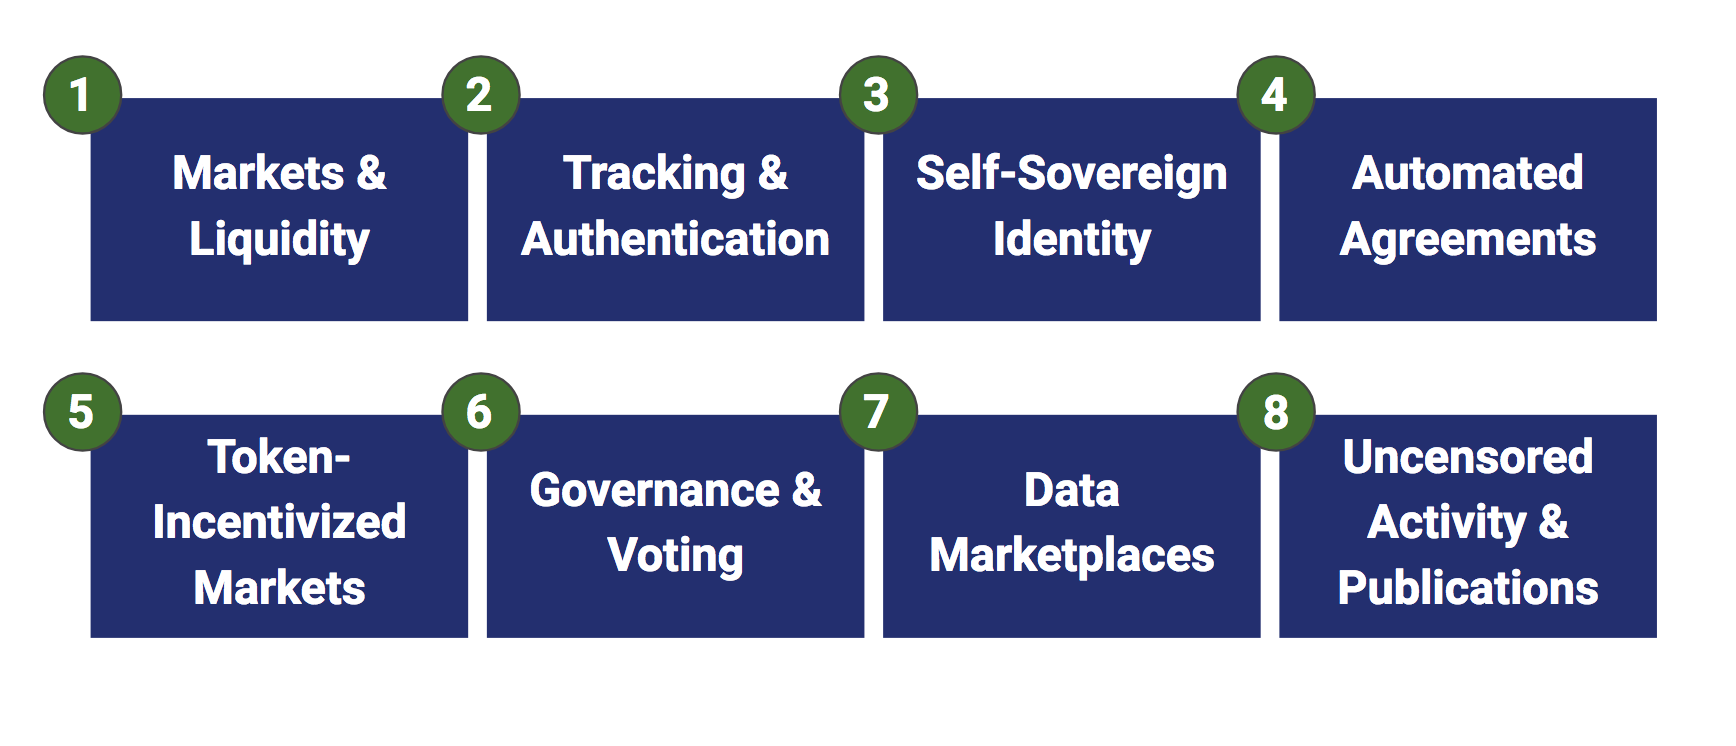 1
Markets &
Liquidity
2
Tracking &
Authentication
3
Self-Sovereign
Identity
4
Automated
Agreements
5
Token-
Incentivized
Markets
6
Governance &
Voting
7
Data
Marketplaces
8
Uncensored
Activity &
Publications